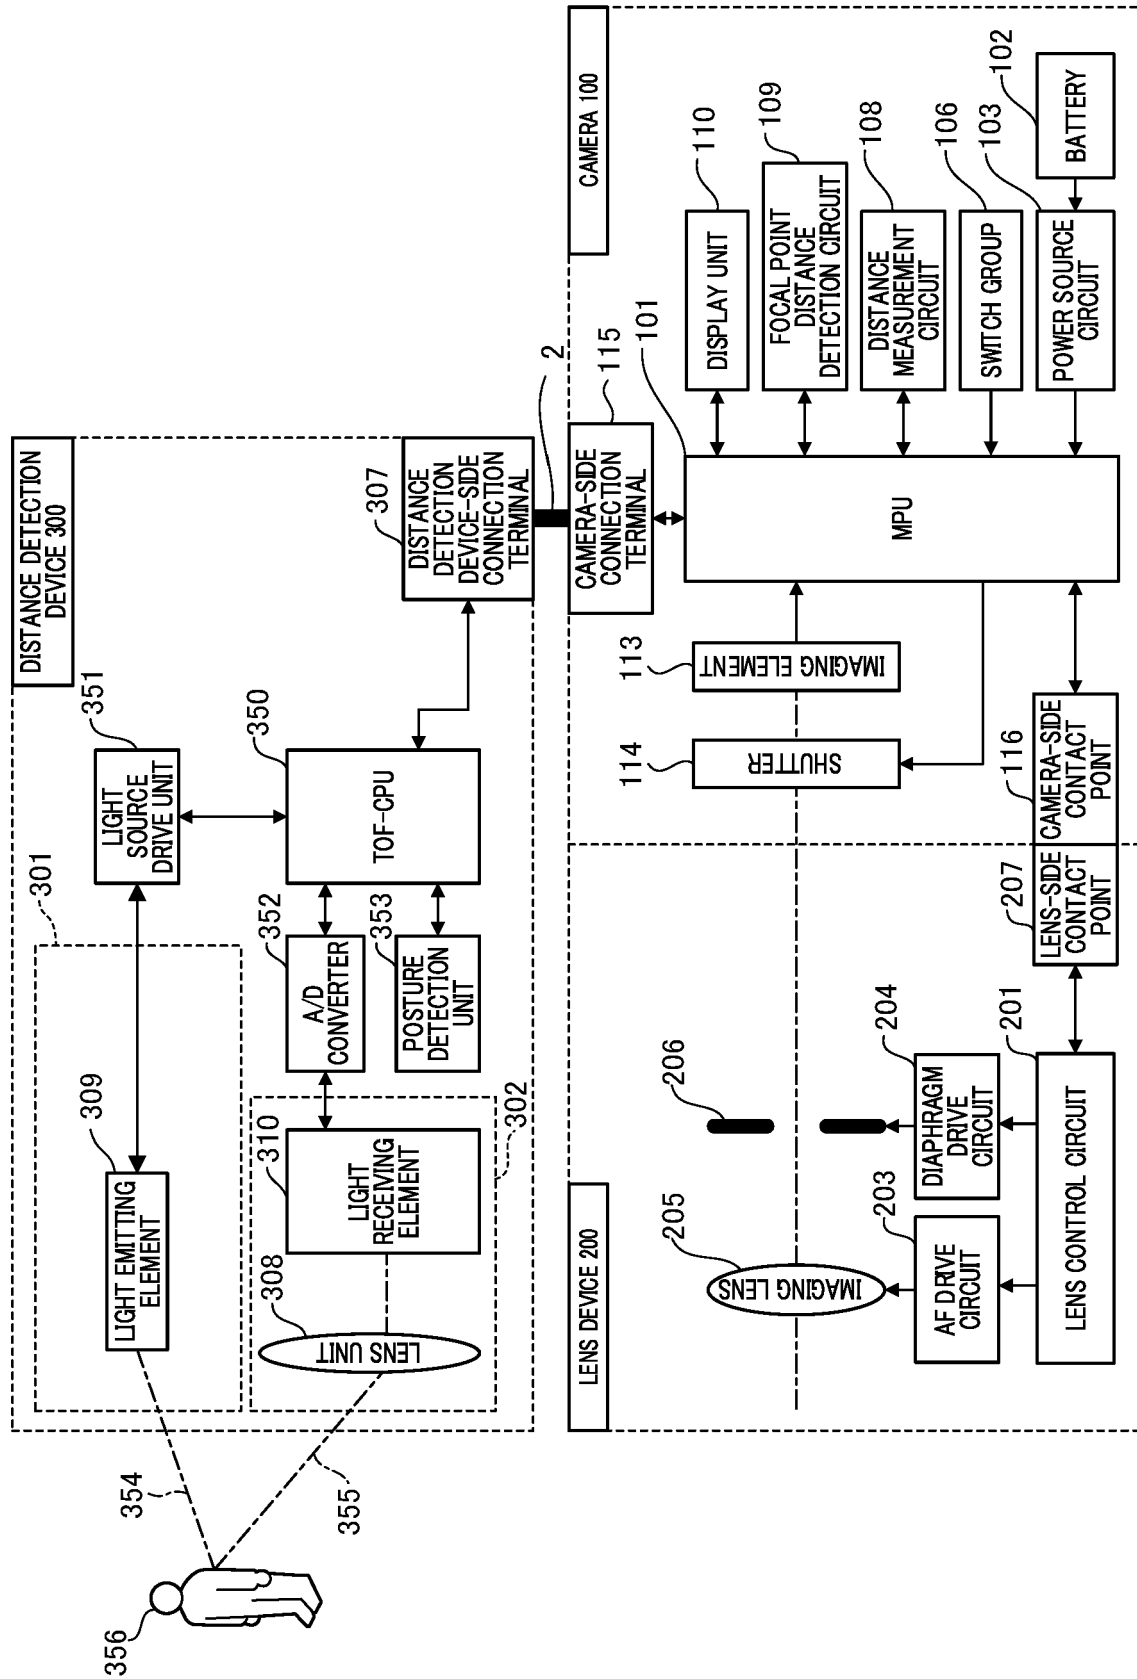 DISTANCE DETECTION
DEVICE 300
301
351
LIGHT
SOURCE
DRIVE UNIT
309
LIGHT EMITTING
ELEMENT
354
356
355
350
TOF-CPU
352
A/D
CONVERTER
353
POSTURE
DETECTION
UNIT
302
310
LIGHT
RECEIVING
ELEMENT
308
LENS UNIT
307
DISTANCE
DETECTION
DEVICE-SIDE
CONNECTION
TERMINAL
2
CAMERA 100
115
CAMERA-SIDE
CONNECTION
TERMINAL
101
MPU
110
DISPLAY UNIT
109
FOCAL POINT
DISTANCE
DETECTION CIRCUIT
108
DISTANCE
MEASUREMENT
CIRCUIT
106
SWITCH GROUP
103
POWER SOURCE
CIRCUIT
102
BATTERY
113
IMAGING ELEMENT
114
SHUTTER
116
CAMERA-SIDE
CONTACT
POINT
207
LENS-SIDE
CONTACT
POINT
LENS DEVICE 200
206
205
IMAGING LENS
204
DIAPHRAGM
DRIVE
CIRCUIT
203
AF DRIVE
CIRCUIT
201
LENS CONTROL CIRCUIT